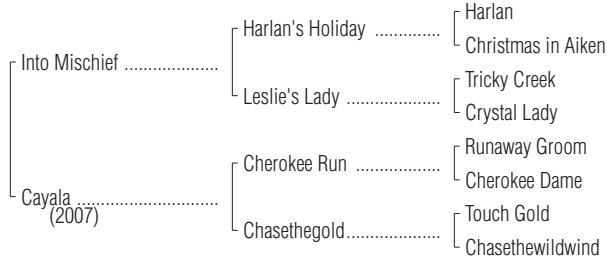 Harlan
Harlan's Holiday ..............
Christmas in Aiken
Into Mischief ....................
Tricky Creek
Leslie's Lady ....................
Crystal Lady
Runaway Groom
Cherokee Run ..................
Cherokee Dame
Cayala ..............................
(2007)
Touch Gold
Chasethegold....................
Chasethewildwind